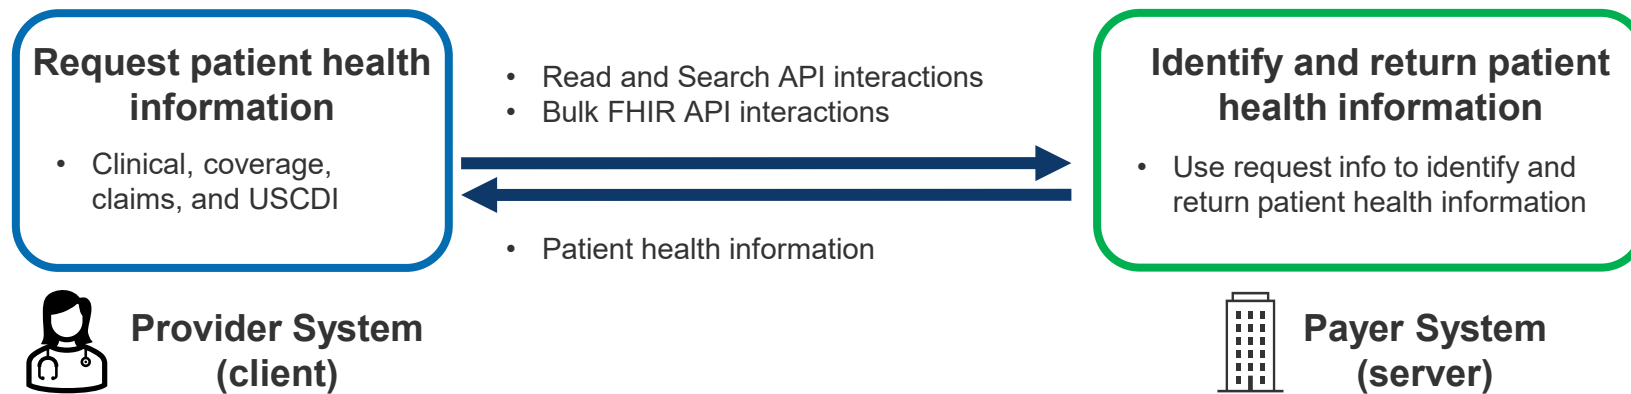 Request patient health
information
• Clinical, coverage,
claims, and USCDI
• Read and Search API interactions
• Bulk FHIR API interactions
• Patient health information
Identify and return patient
health information
• Use request info to identify and
return patient health information
Provider System
(client)
Payer System
(server)